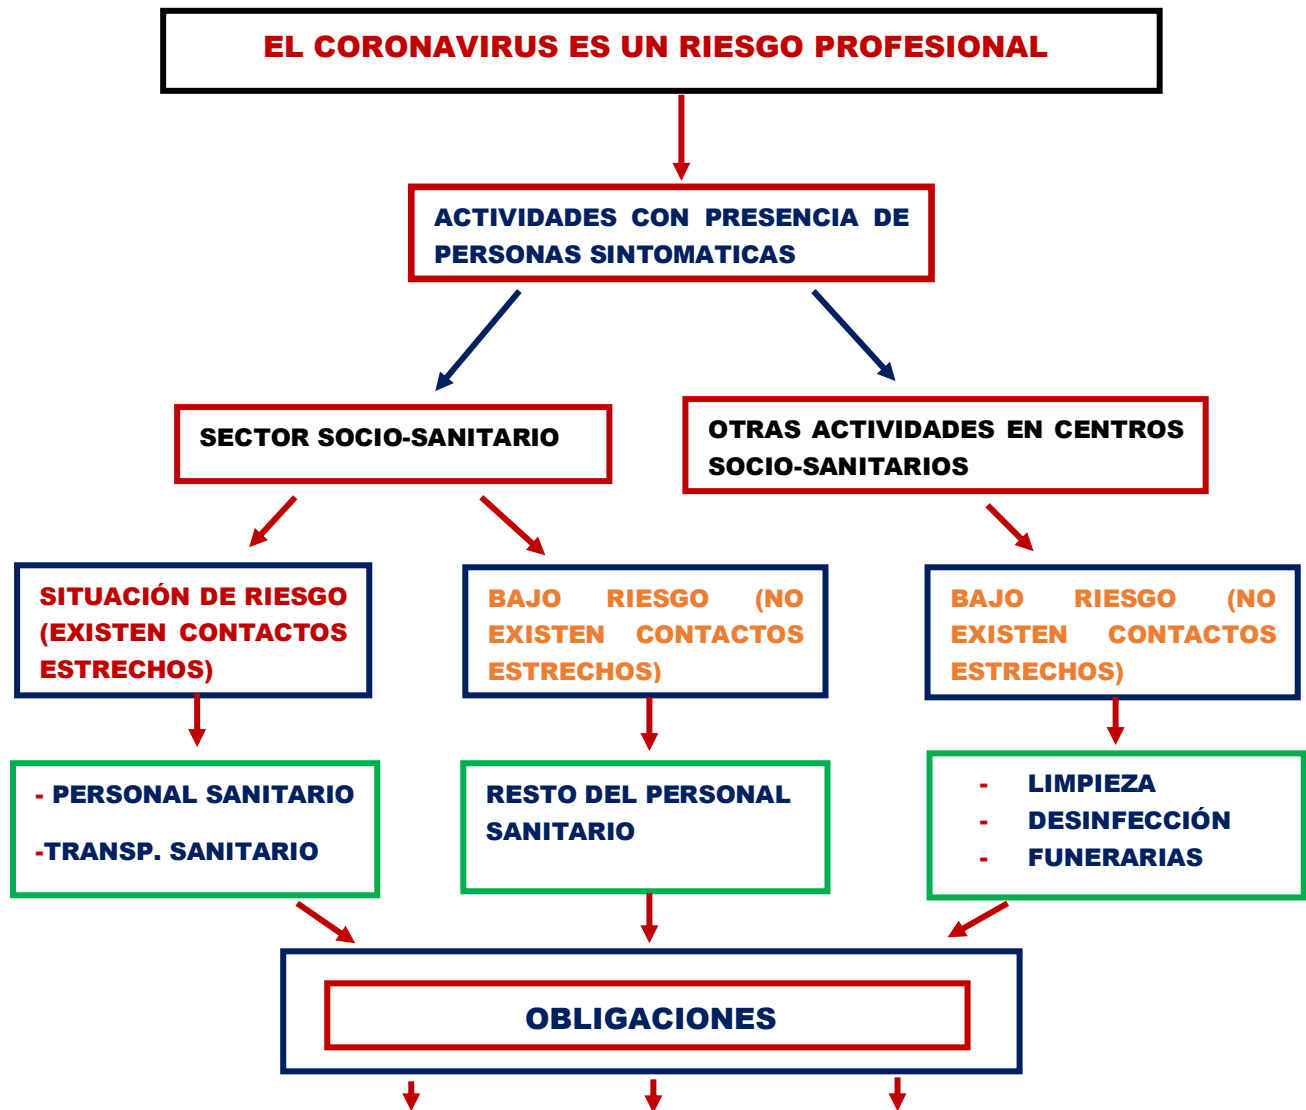 EL CORONAVIRUS ES UN RIESGO PROFESIONAL
ACTIVIDADES CON PRESENCIA DE
PERSONAS SINTOMATICAS
SECTOR SOCIO-SANITARIO
OTRAS ACTIVIDADES EN CENTROS
SOCIO-SANITARIOS
SITUACIÓN DE RIESGO
(EXISTEN CONTACTOS
ESTRECHOS)
BAJO RIESGO (NO
EXISTEN CONTACTOS
ESTRECHOS)
BAJO RIESGO (NO
EXISTEN CONTACTOS
ESTRECHOS)
- PERSONAL SANITARIO
-TRANSP. SANITARIO
RESTO DEL PERSONAL
SANITARIO
- LIMPIEZA
- DESINFECCIÓN
- FUNERARIAS
OBLIGACIONES